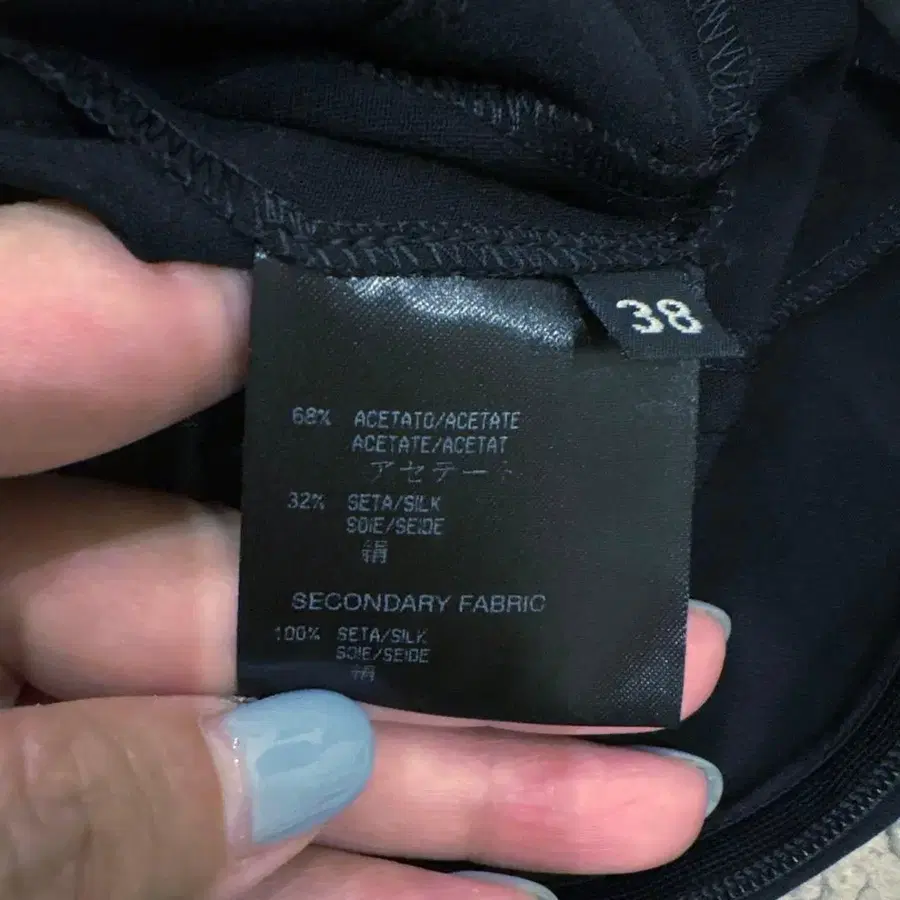 38
68% ACETATO/ACETATE
ACETATE/ACETAT
アセテート
32% SETA/SILK
SOIE/SEIDE
絹
SECONDARY FABRIC
100% SETA/SILK
SOIE/SEIDE
絹